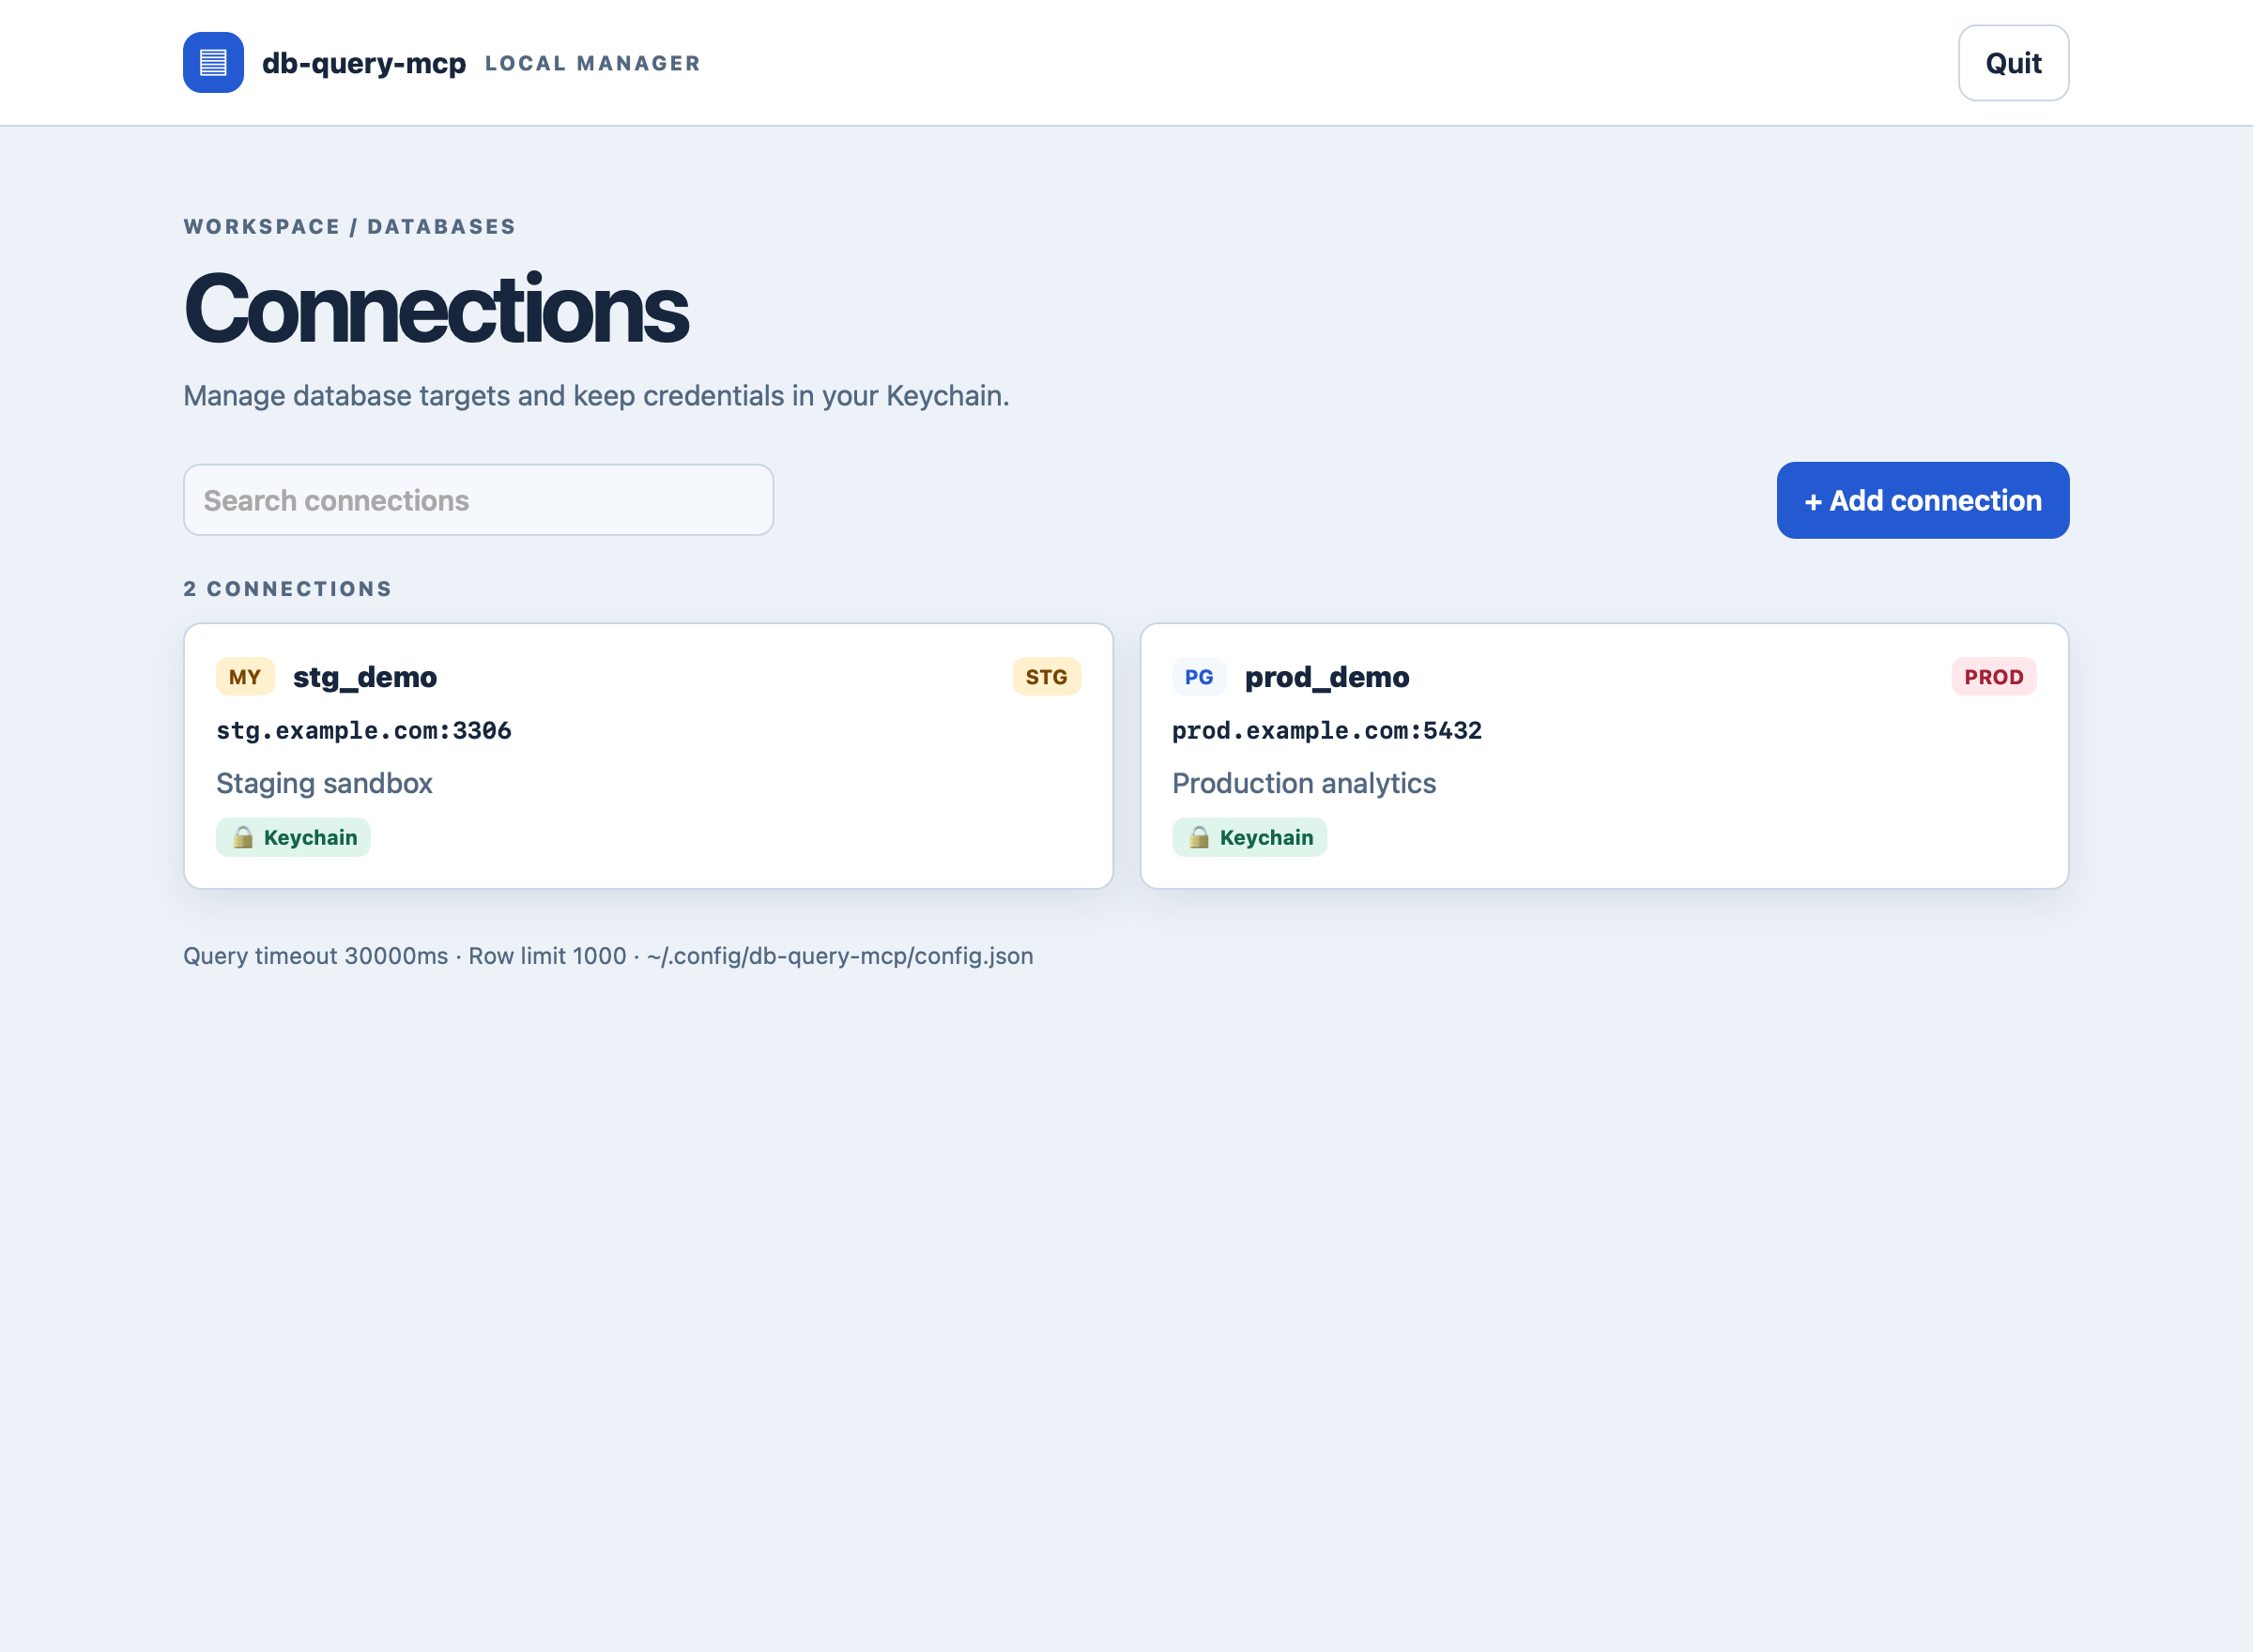 db-query-mcp LOCAL MANAGER
Quit
WORKSPACE / DATABASES
Connections
Manage database targets and keep credentials in your Keychain.
Search connections
+ Add connection
2 CONNECTIONS
MY stg_demo STG
stg.example.com:3306
Staging sandbox
🔒 Keychain
PG prod_demo PROD
prod.example.com:5432
Production analytics
🔒 Keychain
Query timeout 30000ms · Row limit 1000 · ~/.config/db-query-mcp/config.json